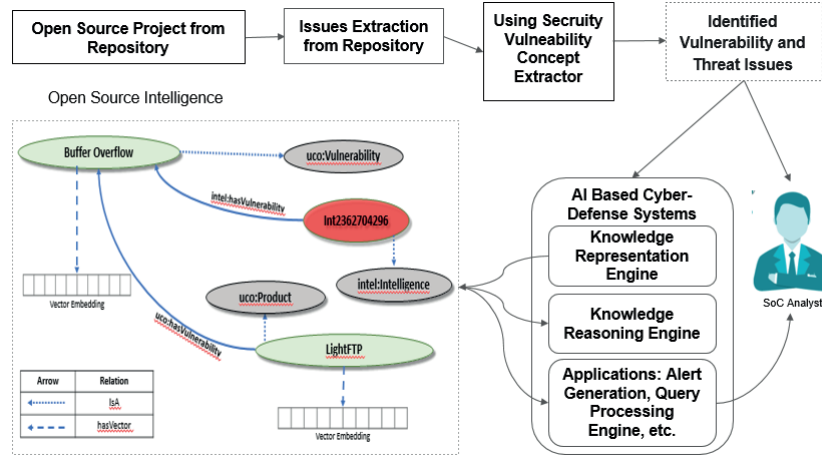 Open Source Project from
Repository
Issues Extraction
from Repository
Using Secruity
Vulneability
Concept
Extractor
Identified
Vulnerability and
Threat Issues
Open Source Intelligence
Buffer Overflow
uco:Vulnerability
intel:hasVulnerability
Int2362704296
intel:Intelligence
Vector Embedding
uco:Product
uco:hasVulnerability
LightFTP
Vector Embedding
Arrow Relation
IsA
hasVector
AI Based Cyber-
Defense Systems
Knowledge
Representation
Engine
Knowledge
Reasoning Engine
Applications: Alert
Generation, Query
Processing
Engine, etc.
SoC Analyst